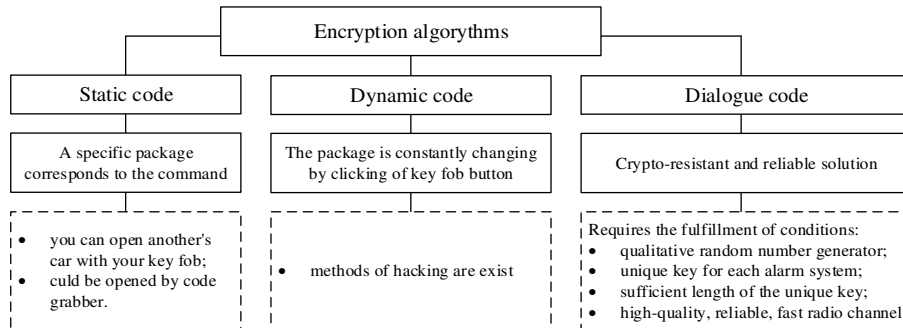 Encryption algorythms
Static code
A specific package
corresponds to the command
• you can open another's
car with your key fob;
• culd be opened by code
grabber.
Dynamic code
The package is constantly changing
by clicking of key fob button
• methods of hacking are exist
Dialogue code
Crypto-resistant and reliable solution
Requires the fulfillment of conditions:
• qualitative random number generator;
• unique key for each alarm system;
• sufficient length of the unique key;
• high-quality, reliable, fast radio channel